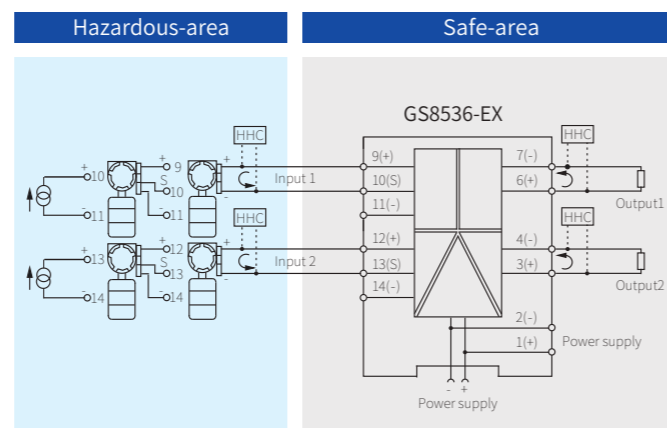 Hazardous-area
Safe-area
GS8536-EX
HHC
HHC
9(+)
7(-)
+
+
9
+
10
S
10
Input 1
10(S)
6(+)
-
11
-
11
-
11(-)
Output1
HHC
HHC
12(+)
4(-)
+
+
12
+
13
S
13
Input 2
13(S)
3(+)
-
14
-
14
-
14(-)
Output2
2(-)
1(+)
Power supply
- +
Power supply